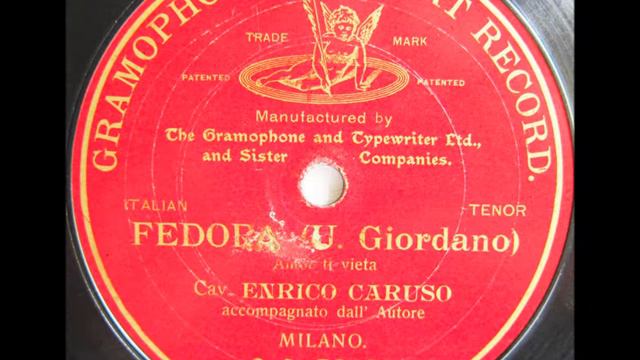 GRAMOPHO T RECORD.
TRADE MARK
PATENTED PATENTED
Manufactured by
The Gramophone and Typewriter Ltd.,
and Sister Companies.
ITALIAN TENOR
FEDORA (U. Giordano)
Amor ti vieta
Cav. ENRICO CARUSO
accompagnato dall' Autore
MILANO.